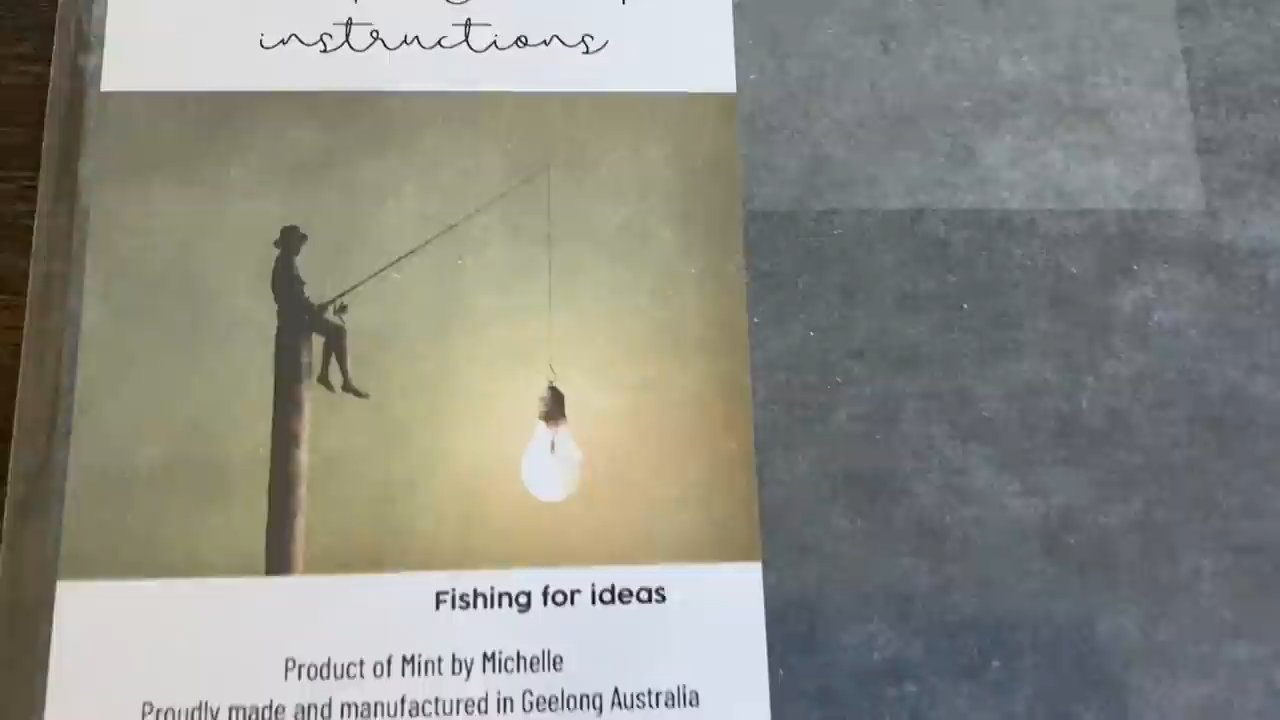 instructions
Fishing for ideas
Product of Mint by Michelle
Proudly made and manufactured in Geelong Australia